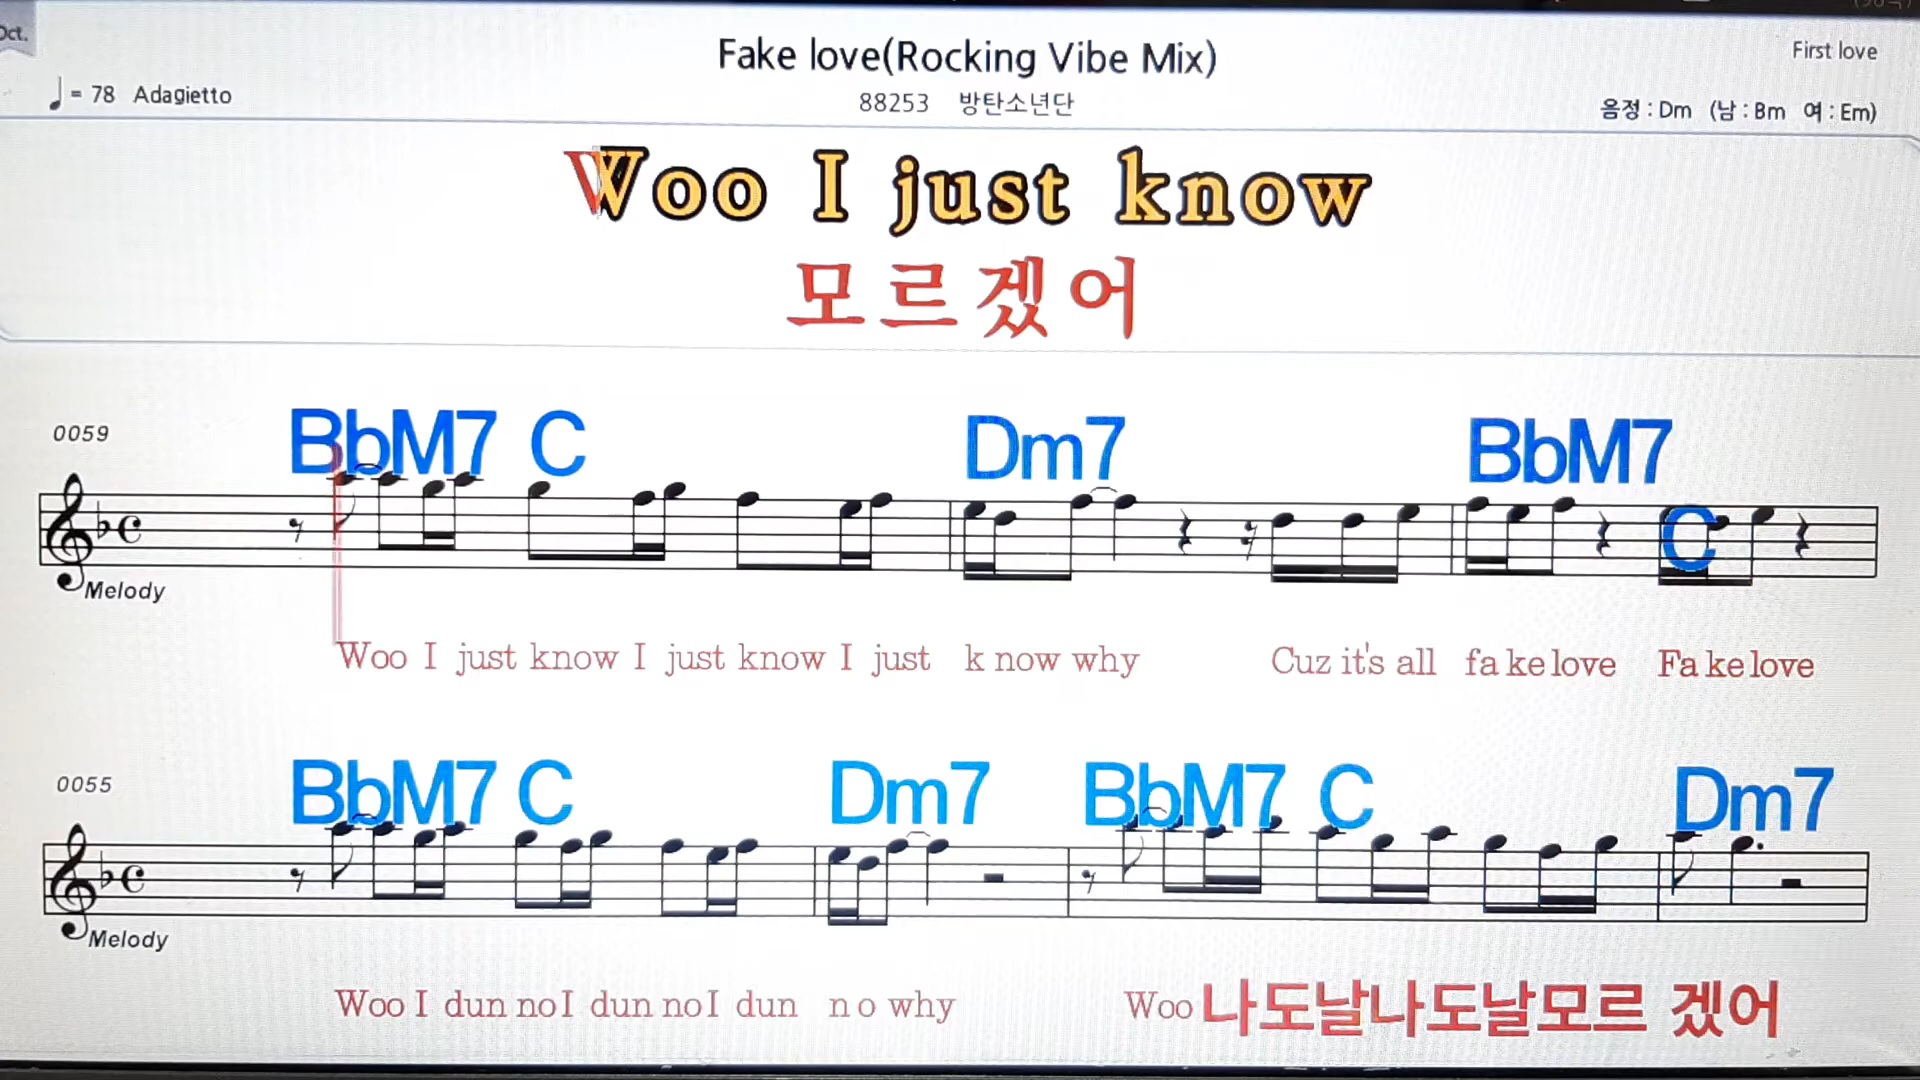 Oct.
Fake love(Rocking Vibe Mix)
First love
= 78 Adagietto
88253 방탄소년단
음정 : Dm (남 : Bm 여 : Em)
Woo I just know
모르겠어
0059
BbM7 C Dm7 BbM7 C
Melody
Woo I just know I just know I just k now why Cuz it's all fa ke love Fa ke love
0055
BbM7 C Dm7 BbM7 C Dm7
Melody
Woo I dun no I dun no I dun n o why Woo 나도날나도날모르 겠어